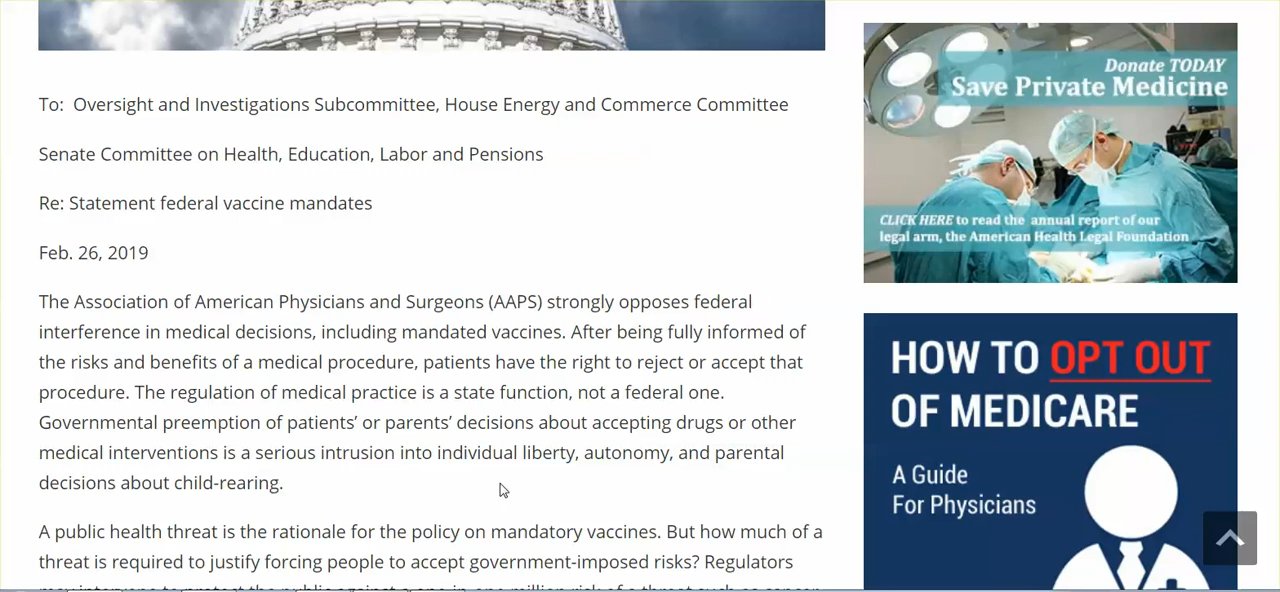 To: Oversight and Investigations Subcommittee, House Energy and Commerce Committee
Senate Committee on Health, Education, Labor and Pensions
Re: Statement federal vaccine mandates
Feb. 26, 2019
The Association of American Physicians and Surgeons (AAPS) strongly opposes federal
interference in medical decisions, including mandated vaccines. After being fully informed of
the risks and benefits of a medical procedure, patients have the right to reject or accept that
procedure. The regulation of medical practice is a state function, not a federal one.
Governmental preemption of patients’ or parents’ decisions about accepting drugs or other
medical interventions is a serious intrusion into individual liberty, autonomy, and parental
decisions about child-rearing.
A public health threat is the rationale for the policy on mandatory vaccines. But how much of a
threat is required to justify forcing people to accept government-imposed risks? Regulators
Donate TODAY
Save Private Medicine
CLICK HERE to read the annual report of our
legal arm, the American Health Legal Foundation
HOW TO OPT OUT
OF MEDICARE
A Guide
For Physicians